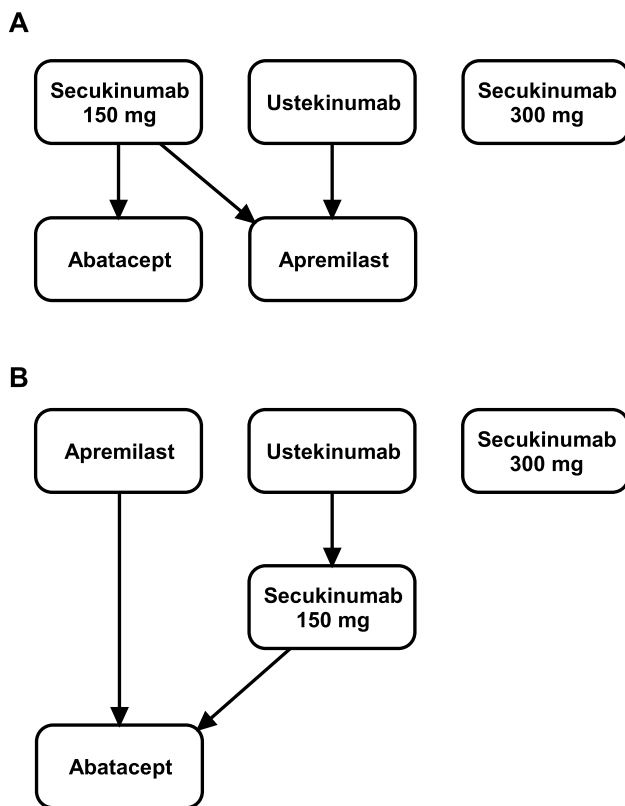 A
Secukinumab
150 mg
Ustekinumab
Secukinumab
300 mg
Abatacept
Apremilast
B
Apremilast
Ustekinumab
Secukinumab
300 mg
Secukinumab
150 mg
Abatacept